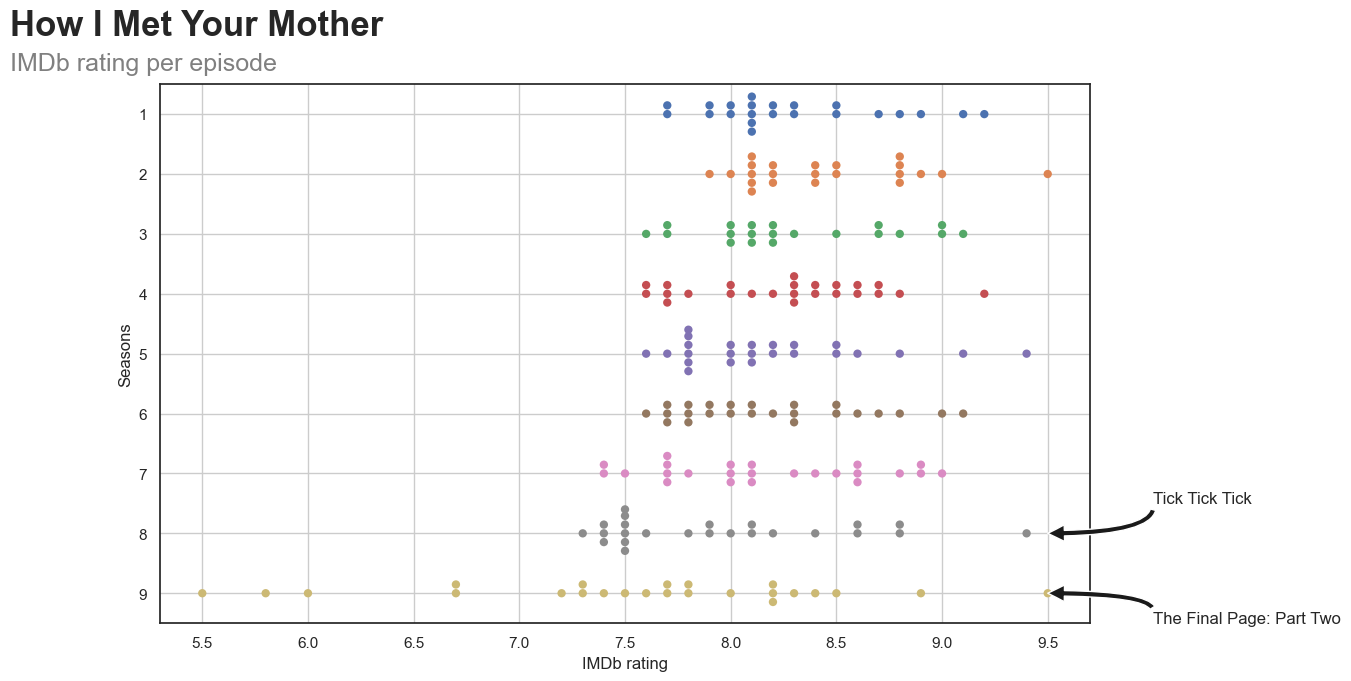 How I Met Your Mother
IMDb rating per episode
Seasons
1
2
3
4
5
6
7
8
9
Tick Tick Tick
The Final Page: Part Two
5.5 6.0 6.5 7.0 7.5 8.0 8.5 9.0 9.5
IMDb rating